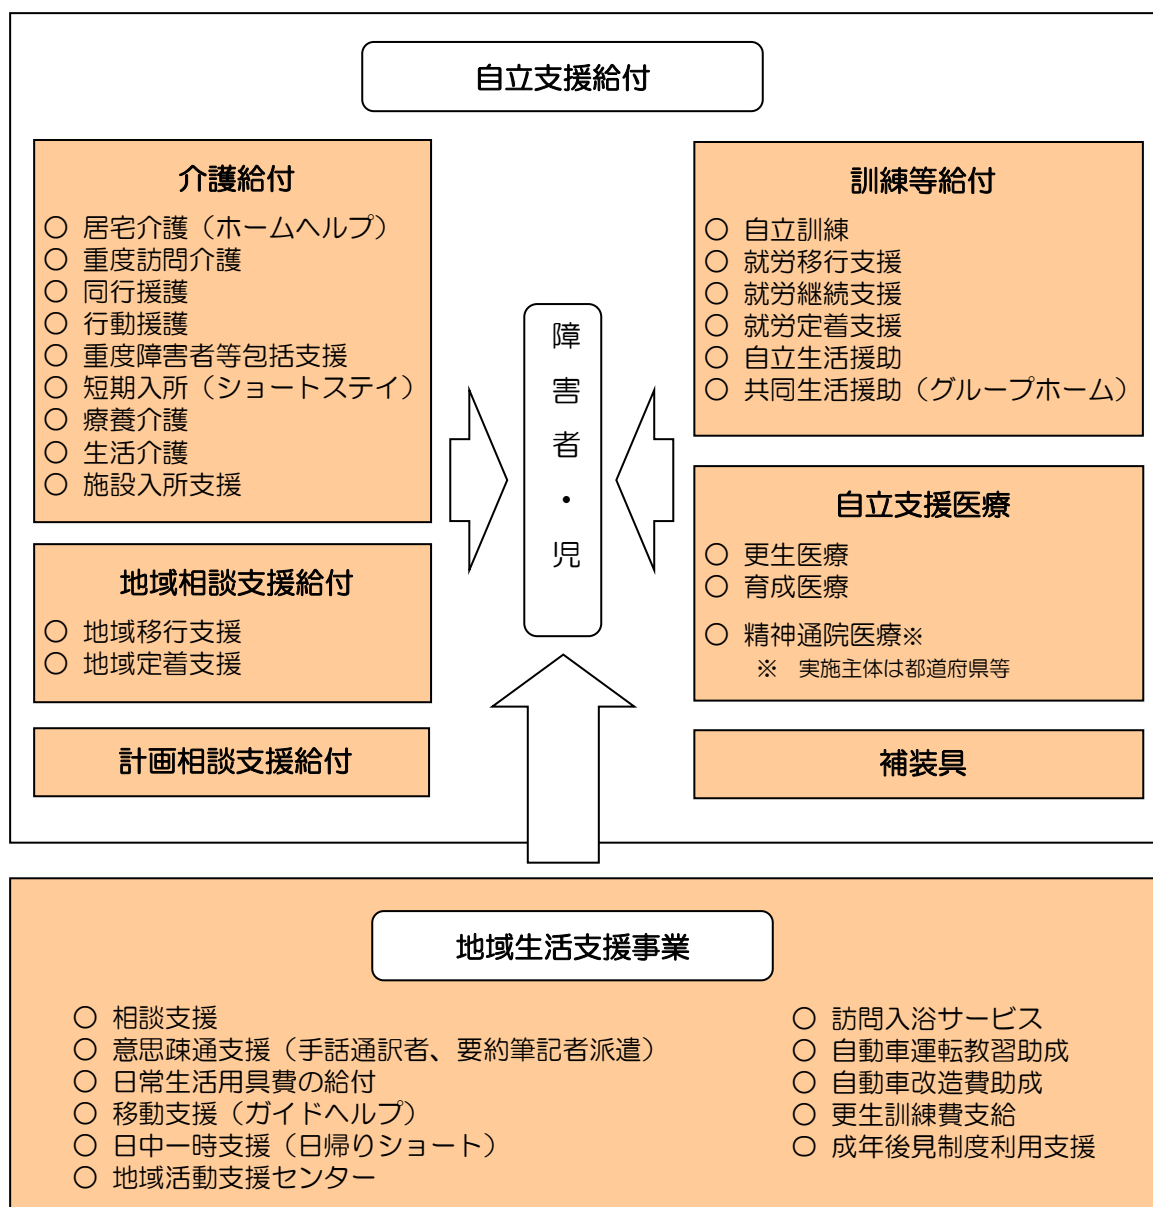 自立支援給付
介護給付
○ 居宅介護（ホームヘルプ）
○ 重度訪問介護
○ 同行援護
○ 行動援護
○ 重度障害者等包括支援
○ 短期入所（ショートステイ）
○ 療養介護
○ 生活介護
○ 施設入所支援
地域相談支援給付
○ 地域移行支援
○ 地域定着支援
計画相談支援給付
障害者・児
訓練等給付
○ 自立訓練
○ 就労移行支援
○ 就労継続支援
○ 就労定着支援
○ 自立生活援助
○ 共同生活援助（グループホーム）
自立支援医療
○ 更生医療
○ 育成医療
○ 精神通院医療※
※ 実施主体は都道府県等
補装具
地域生活支援事業
○ 相談支援
○ 意思疎通支援（手話通訳者、要約筆記者派遣）
○ 日常生活用具費の給付
○ 移動支援（ガイドヘルプ）
○ 日中一時支援（日帰りショート）
○ 地域活動支援センター
○ 訪問入浴サービス
○ 自動車運転教習助成
○ 自動車改造費助成
○ 更生訓練費支給
○ 成年後見制度利用支援